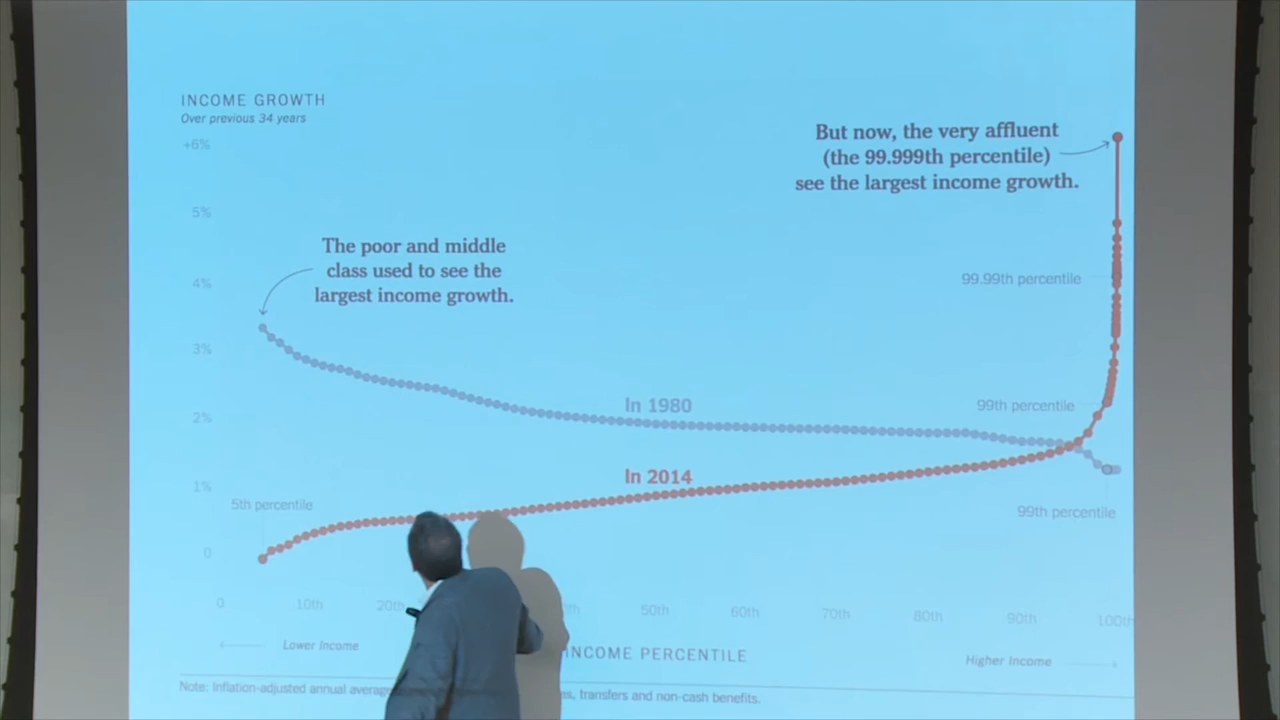 INCOME GROWTH
Over previous 34 years
+6%
5%
4%
3%
2%
1%
0
But now, the very affluent
(the 99.999th percentile)
see the largest income growth.
The poor and middle
class used to see the
largest income growth.
99.99th percentile
In 1980
99th percentile
In 2014
5th percentile
99th percentile
0 10th 20th 50th 60th 70th 80th 90th 100th
Lower Income
INCOME PERCENTILE
Higher Income
Note: Inflation-adjusted annual average
transfers and non-cash benefits.